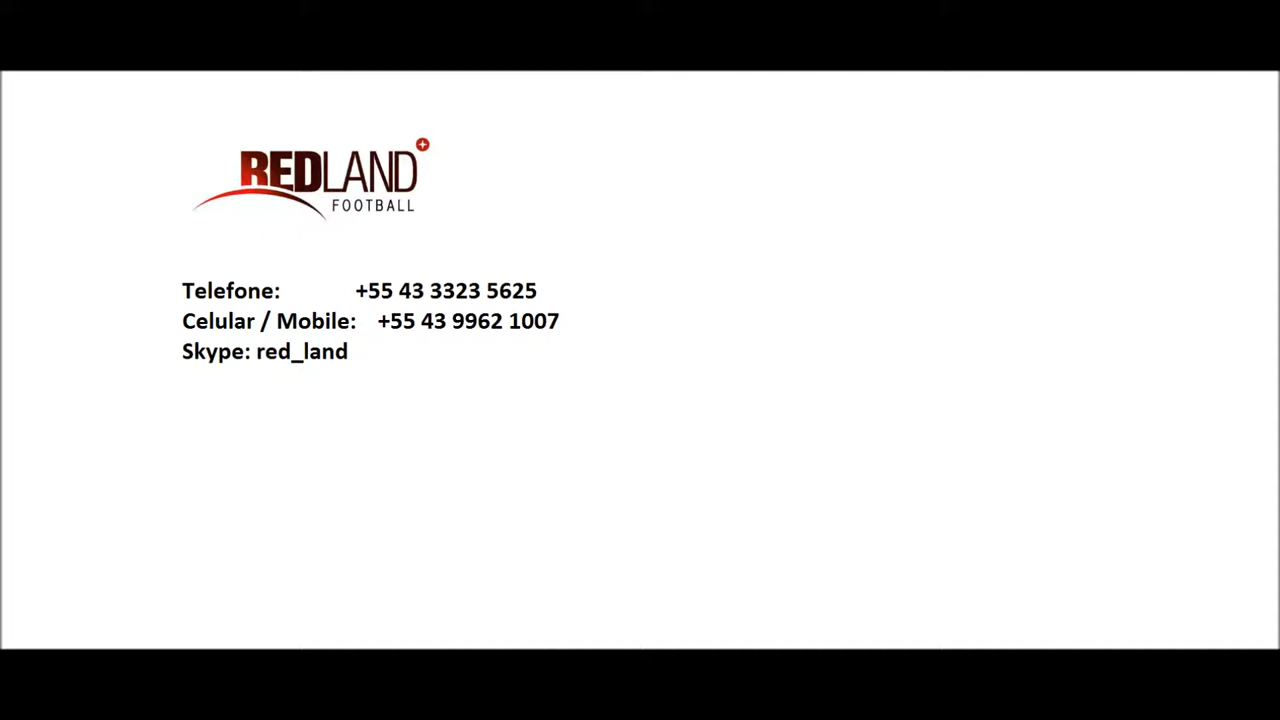 REDLAND
FOOTBALL
Telefone: +55 43 3323 5625
Celular / Mobile: +55 43 9962 1007
Skype: red_land